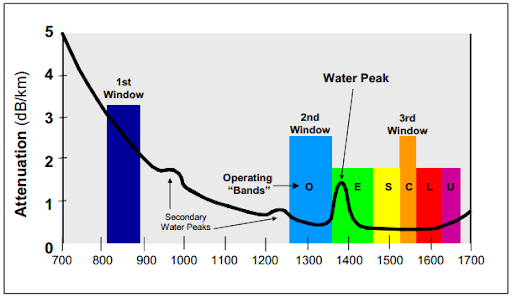 Attenuation (dB/km)
5
4
3
2
1
0
1st
Window
Water Peak
2nd
Window
3rd
Window
Operating
"Bands"
O
E
S
C
L
U
Secondary
Water Peaks
700
800
900
1000
1100
1200
1300
1400
1500
1600
1700